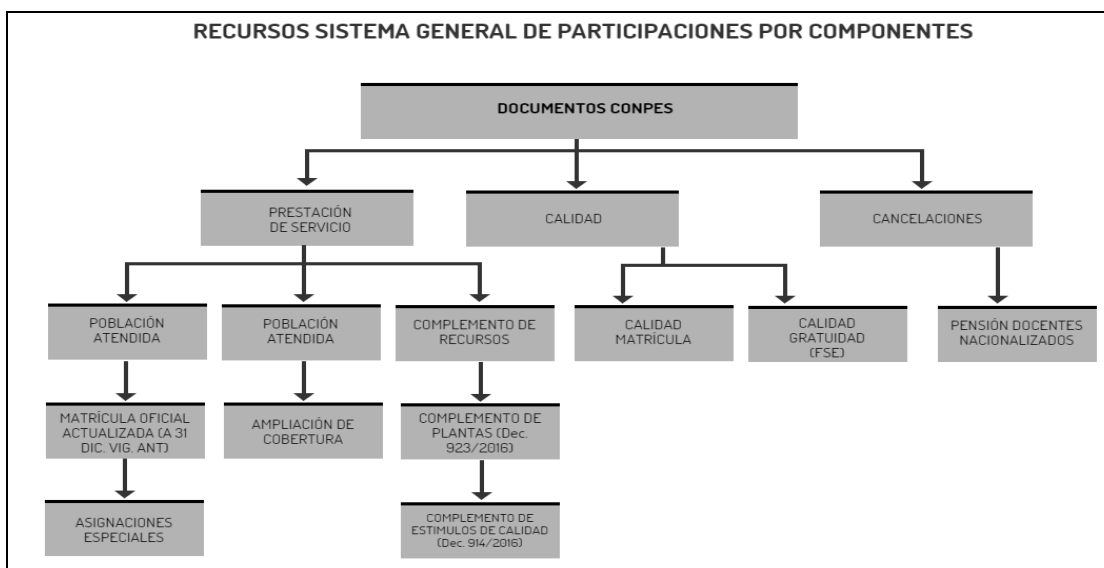 RECURSOS SISTEMA GENERAL DE PARTICIPACIONES POR COMPONENTES
DOCUMENTOS CONPES
PRESTACIÓN
DE SERVICIO
CALIDAD
CANCELACIONES
POBLACIÓN
ATENDIDA
POBLACIÓN
ATENDIDA
COMPLEMENTO DE
RECURSOS
CALIDAD
MATRÍCULA
CALIDAD
GRATUIDAD
(FSE)
PENSIÓN DOCENTES
NACIONALIZADOS
MATRÍCULA OFICIAL
ACTUALIZADA (A 31
DIC. VIG. ANT)
AMPLIACIÓN DE
COBERTURA
COMPLEMENTO DE
PLANTAS (Dec.
923/2016)
ASIGNACIONES
ESPECIALES
COMPLEMENTO DE
ESTIMULOS DE CALIDAD
(Dec. 914/2016)